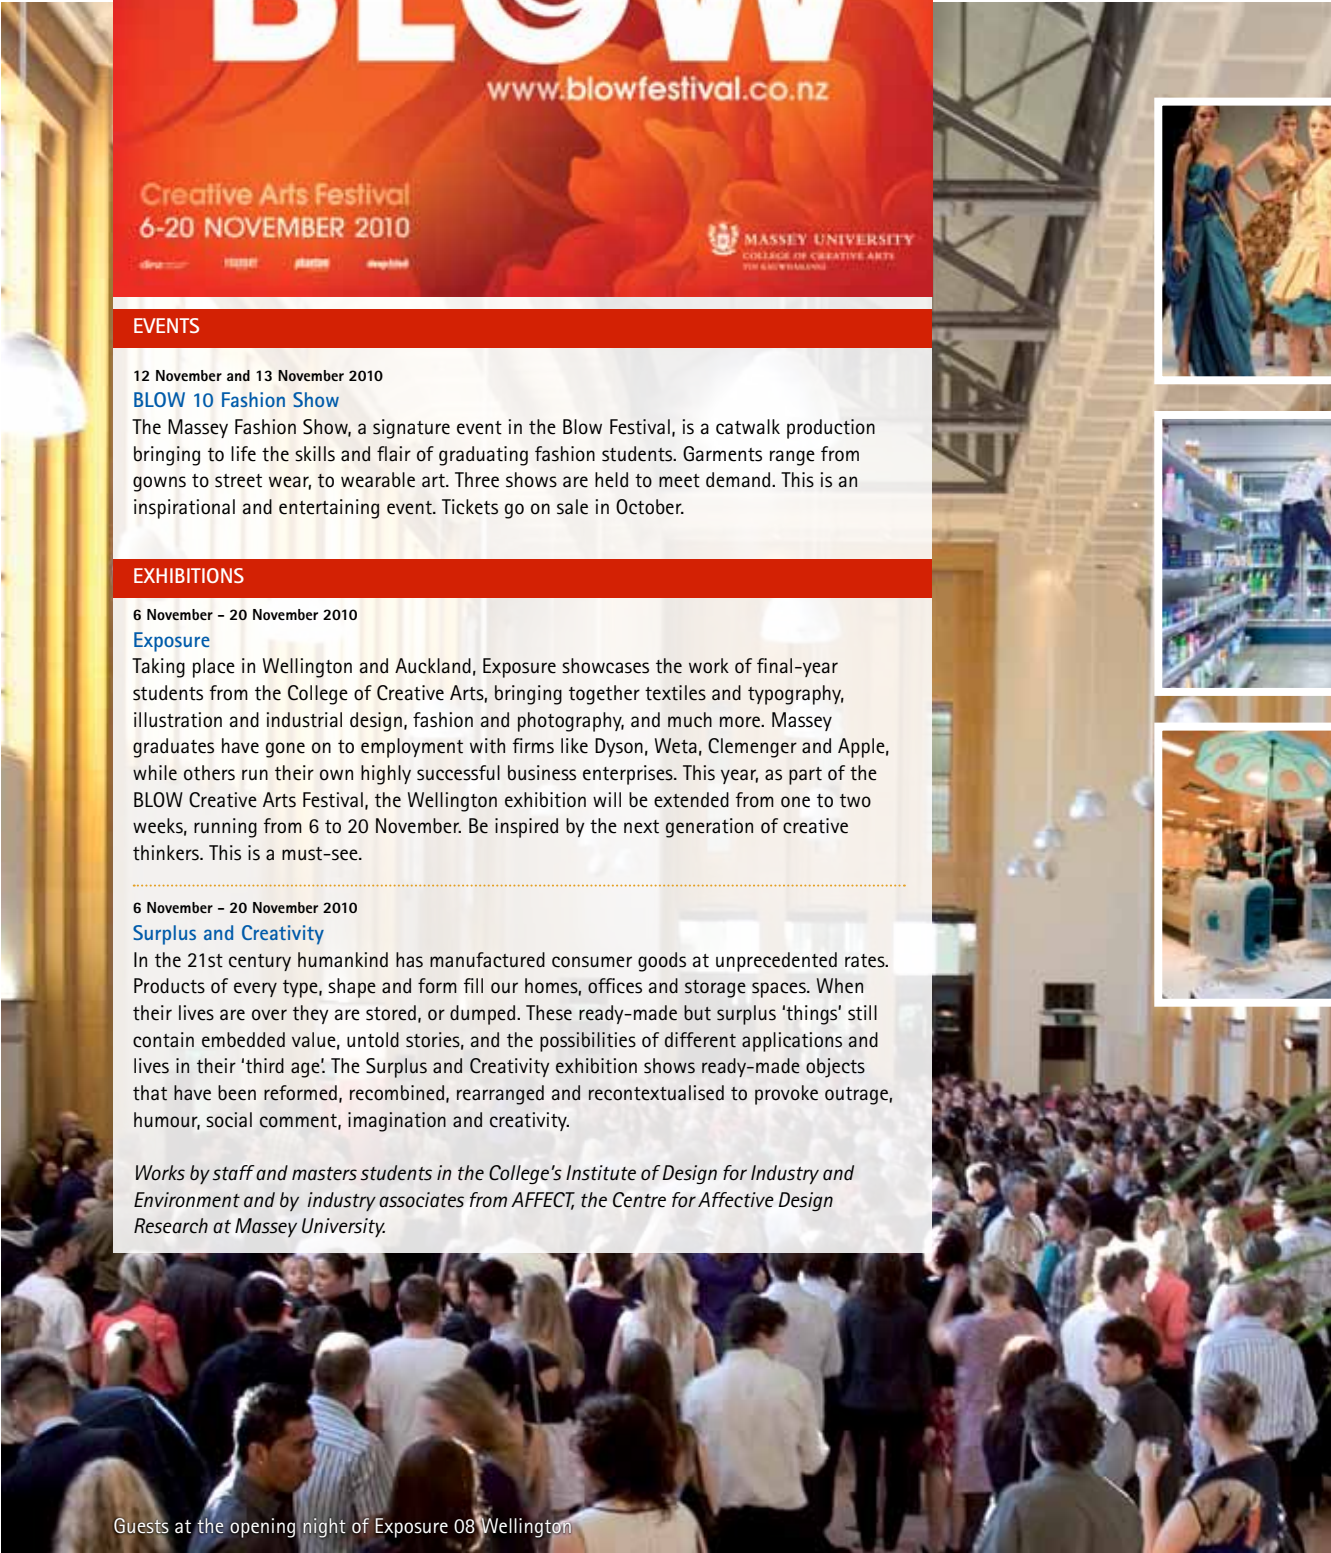 BLOW
www.blowfestival.co.nz
Creative Arts Festival
6-20 NOVEMBER 2010
MASSEY UNIVERSITY
COLLEGE OF CREATIVE ARTS
EVENTS
12 November and 13 November 2010
BLOW 10 Fashion Show
The Massey Fashion Show, a signature event in the Blow Festival, is a catwalk production
bringing to life the skills and flair of graduating fashion students. Garments range from
gowns to street wear, to wearable art. Three shows are held to meet demand. This is an
inspirational and entertaining event. Tickets go on sale in October.
EXHIBITIONS
6 November – 20 November 2010
Exposure
Taking place in Wellington and Auckland, Exposure showcases the work of final-year
students from the College of Creative Arts, bringing together textiles and typography,
illustration and industrial design, fashion and photography, and much more. Massey
graduates have gone on to employment with firms like Dyson, Weta, Clemenger and Apple,
while others run their own highly successful business enterprises. This year, as part of the
BLOW Creative Arts Festival, the Wellington exhibition will be extended from one to two
weeks, running from 6 to 20 November. Be inspired by the next generation of creative
thinkers. This is a must-see.
6 November – 20 November 2010
Surplus and Creativity
In the 21st century humankind has manufactured consumer goods at unprecedented rates.
Products of every type, shape and form fill our homes, offices and storage spaces. When
their lives are over they are stored, or dumped. These ready-made but surplus ‘things’ still
contain embedded value, untold stories, and the possibilities of different applications and
lives in their ‘third age’. The Surplus and Creativity exhibition shows ready-made objects
that have been reformed, recombined, rearranged and recontextualised to provoke outrage,
humour, social comment, imagination and creativity.
Works by staff and masters students in the College’s Institute of Design for Industry and
Environment and by  industry associates from AFFECT, the Centre for Affective Design
Research at Massey University.
Guests at the opening night of Exposure 08 Wellington